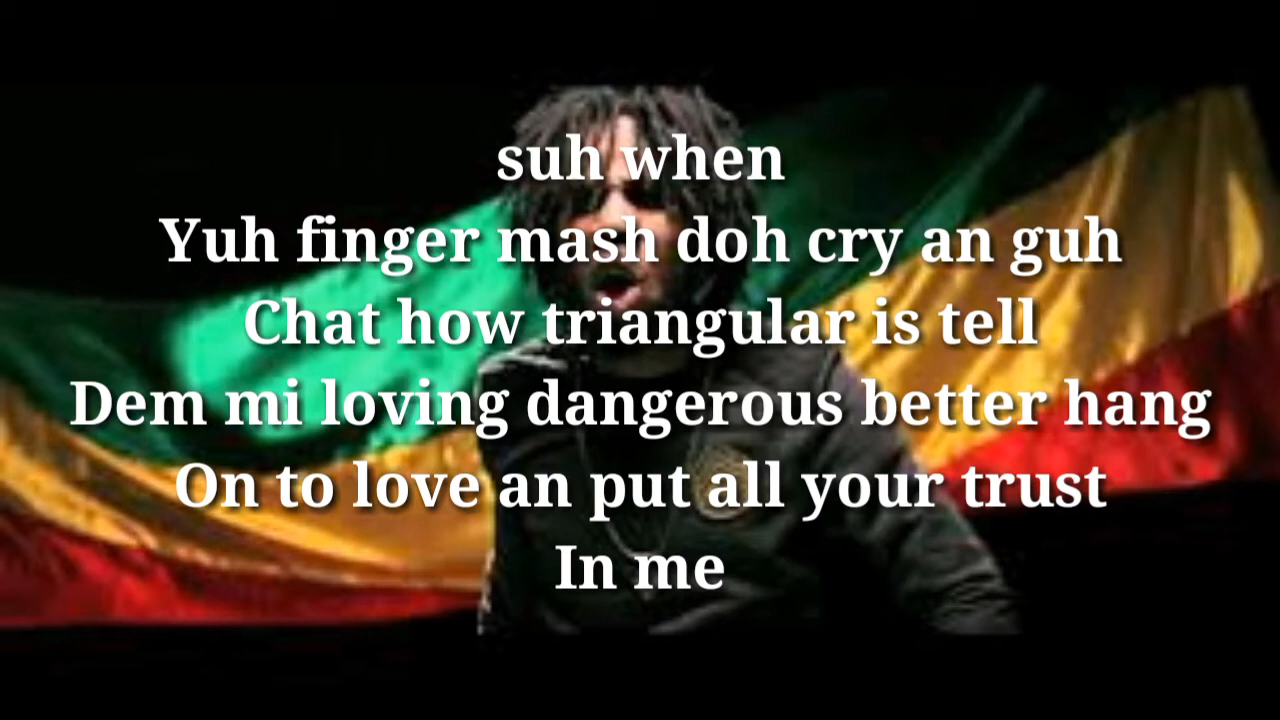 suh when
Yuh finger mash doh cry an guh
Chat how triangular is tell
Dem mi loving dangerous better hang
On to love an put all your trust
In me